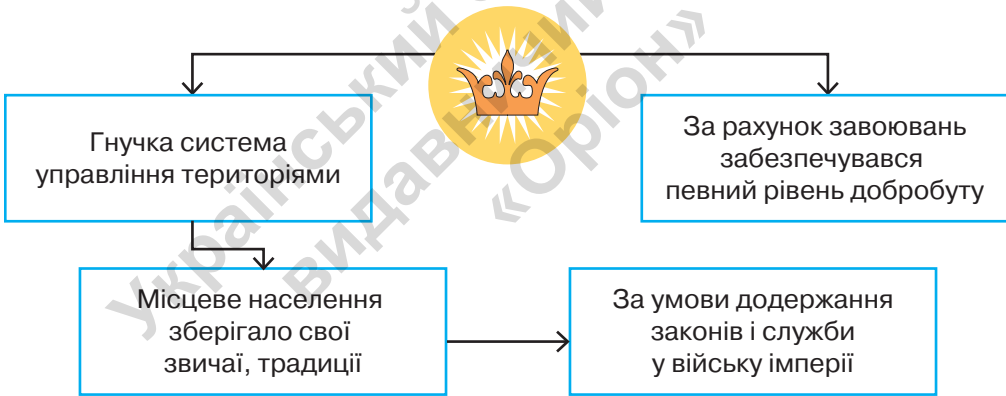 Гнучка система
управління територіями
За рахунок завоювань
забезпечувався
певний рівень добробуту
Місцеве населення
зберігало свої
звичаї, традиції
За умови додержання
законів і служби
у війську імперії
Український
видавничий
«Оріон»